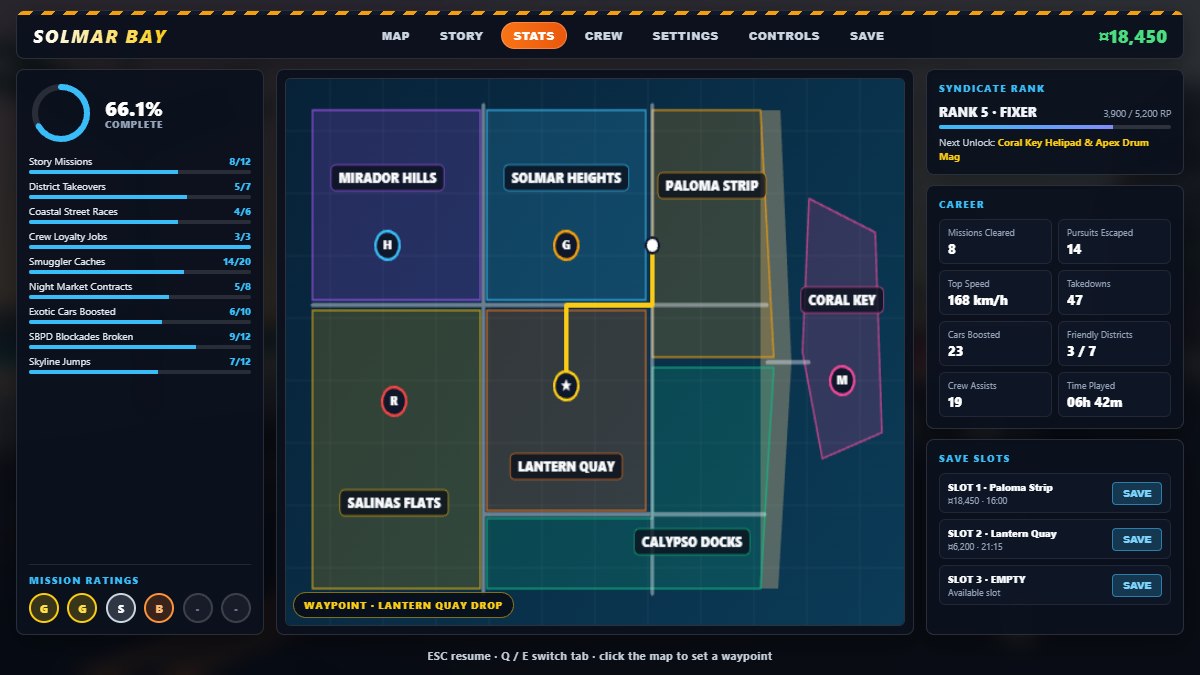 SOLMAR BAY
MAP STORY STATS CREW SETTINGS CONTROLS SAVE
¤18,450
66.1%
COMPLETE
Story Missions 8/12
District Takeovers 5/7
Coastal Street Races 4/6
Crew Loyalty Jobs 3/3
Smuggler Caches 14/20
Night Market Contracts 5/8
Exotic Cars Boosted 6/10
SBPD Blockades Broken 9/12
Skyline Jumps 7/12
MISSION RATINGS
G G S B - -
MIRADOR HILLS
SOLMAR HEIGHTS
PALOMA STRIP
H
G
CORAL KEY
M
R
★
LANTERN QUAY
SALINAS FLATS
CALYPSO DOCKS
WAYPOINT · LANTERN QUAY DROP
SYNDICATE RANK
RANK 5 · FIXER 3,900 / 5,200 RP
Next Unlock: Coral Key Helipad & Apex Drum
Mag
CAREER
Missions Cleared
8
Pursuits Escaped
14
Top Speed
168 km/h
Takedowns
47
Cars Boosted
23
Friendly Districts
3 / 7
Crew Assists
19
Time Played
06h 42m
SAVE SLOTS
SLOT 1 · Paloma Strip
¤18,450 · 16:00
SAVE
SLOT 2 · Lantern Quay
¤6,200 · 21:15
SAVE
SLOT 3 · EMPTY
Available slot
SAVE
ESC resume · Q / E switch tab · click the map to set a waypoint